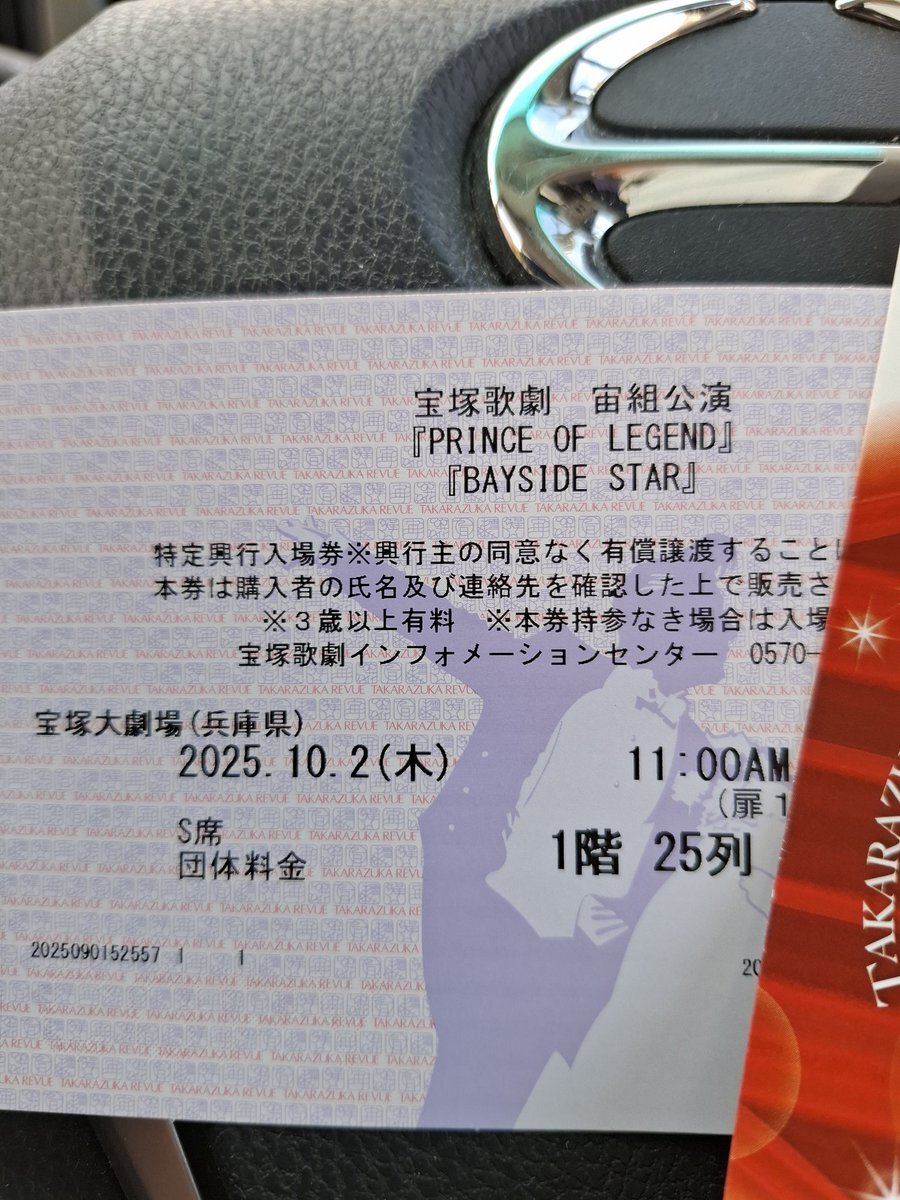 宝塚歌劇 宙組公演
『PRINCE OF LEGEND』
『BAYSIDE STAR』
特定興行入場券※興行主の同意なく有償譲渡することに
本券は購入者の氏名及び連絡先を確認した上で販売さ
※3歳以上有料 ※本券持参なき場合は入場
宝塚歌劇インフォメーションセンター 0570-
宝塚大劇場(兵庫県)
2025.10.2(木) 11:00AM
(扉1
S席
団体料金
1階 25列
2025090152557
20
TAKARAZU
TAKARAZUKA REVUE